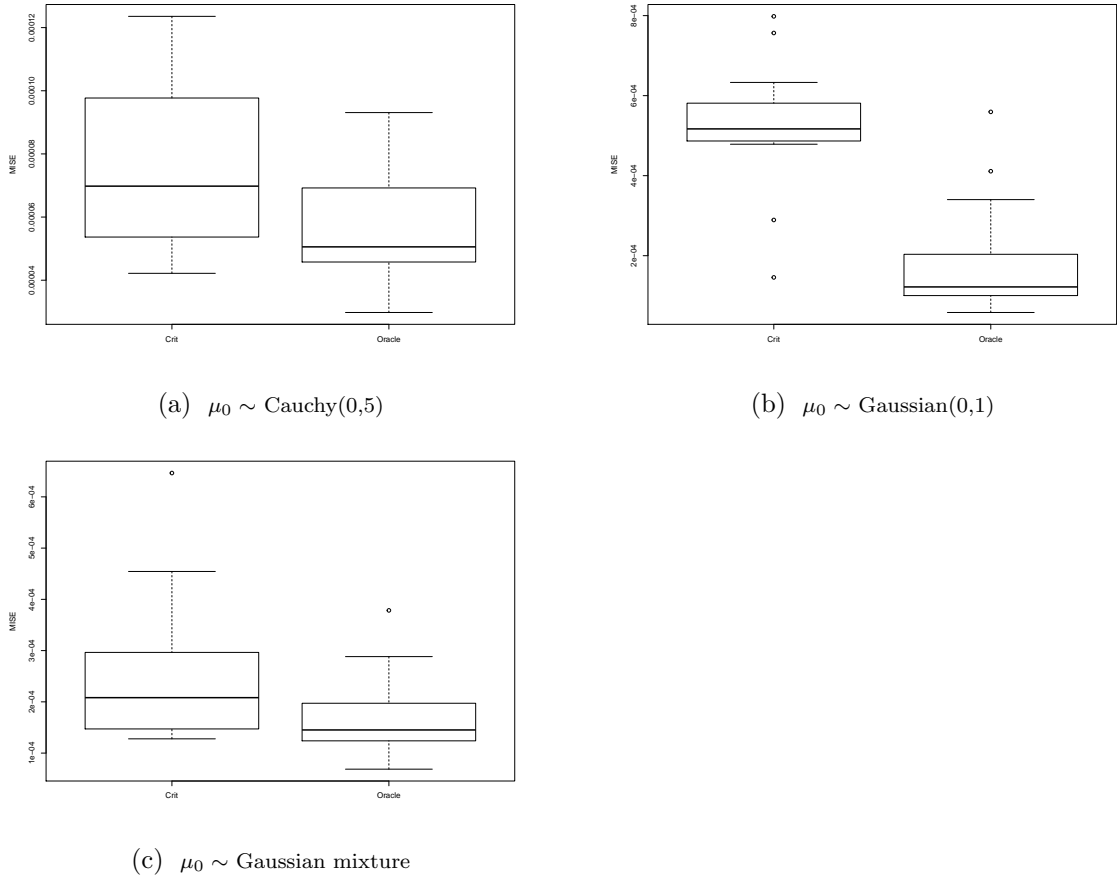 MISE
0.00012
0.00010
0.00008
0.00006
0.00004
Crit
Oracle
(a) μ₀ ∼ Cauchy(0,5)
MISE
8e−04
6e−04
4e−04
2e−04
Crit
Oracle
(b) μ₀ ∼ Gaussian(0,1)
MISE
6e−04
5e−04
4e−04
3e−04
2e−04
1e−04
Crit
Oracle
(c) μ₀ ∼ Gaussian mixture